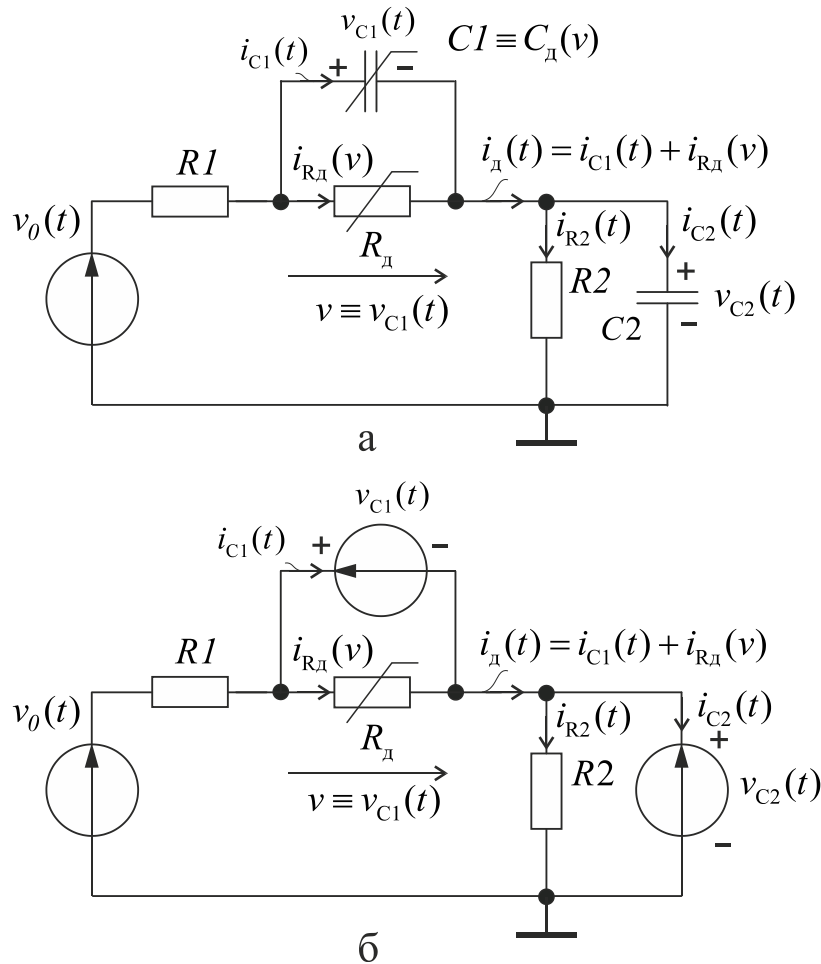 v_C1(t)
C1 ≡ C_д(v)
i_C1(t)
+ −
i_Rд(v)
i_д(t) = i_C1(t) + i_Rд(v)
R1
v_0(t)
i_R2(t)
i_C2(t)
R_д
+
R2
v_C2(t)
v ≡ v_C1(t)
C2
−
а
v_C1(t)
i_C1(t)
+ −
i_Rд(v)
i_д(t) = i_C1(t) + i_Rд(v)
R1
v_0(t)
i_R2(t)
i_C2(t)
+
R_д
R2
v_C2(t)
v ≡ v_C1(t)
−
б